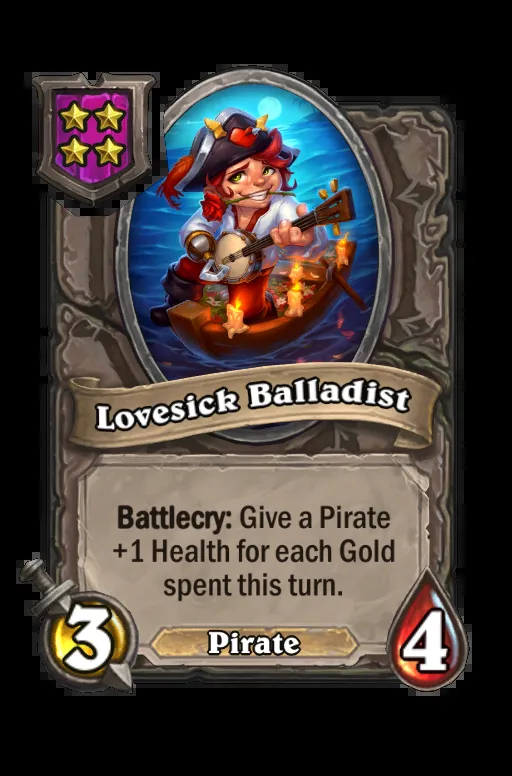 Lovesick Balladist
Battlecry: Give a Pirate
+1 Health for each Gold
spent this turn.
3
Pirate
4